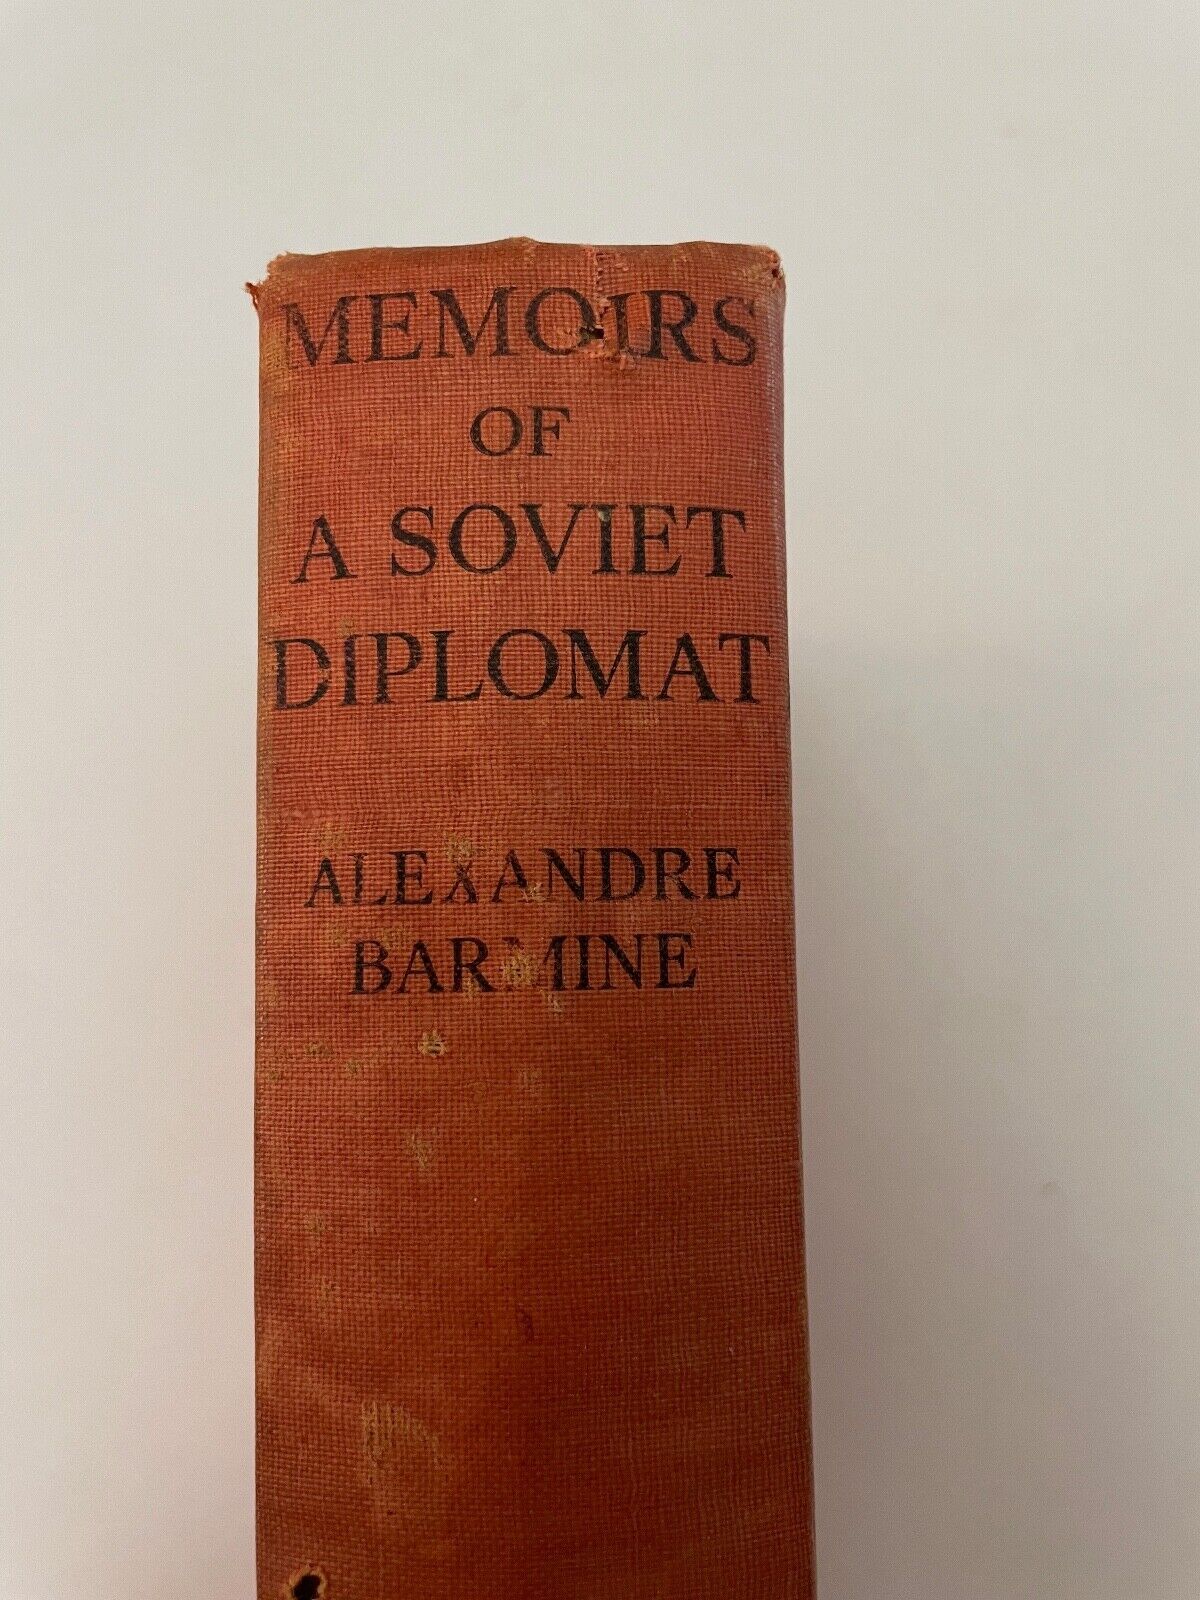 MEMOIRS
OF
A SOVIET
DIPLOMAT
ALEXANDRE
BARMINE